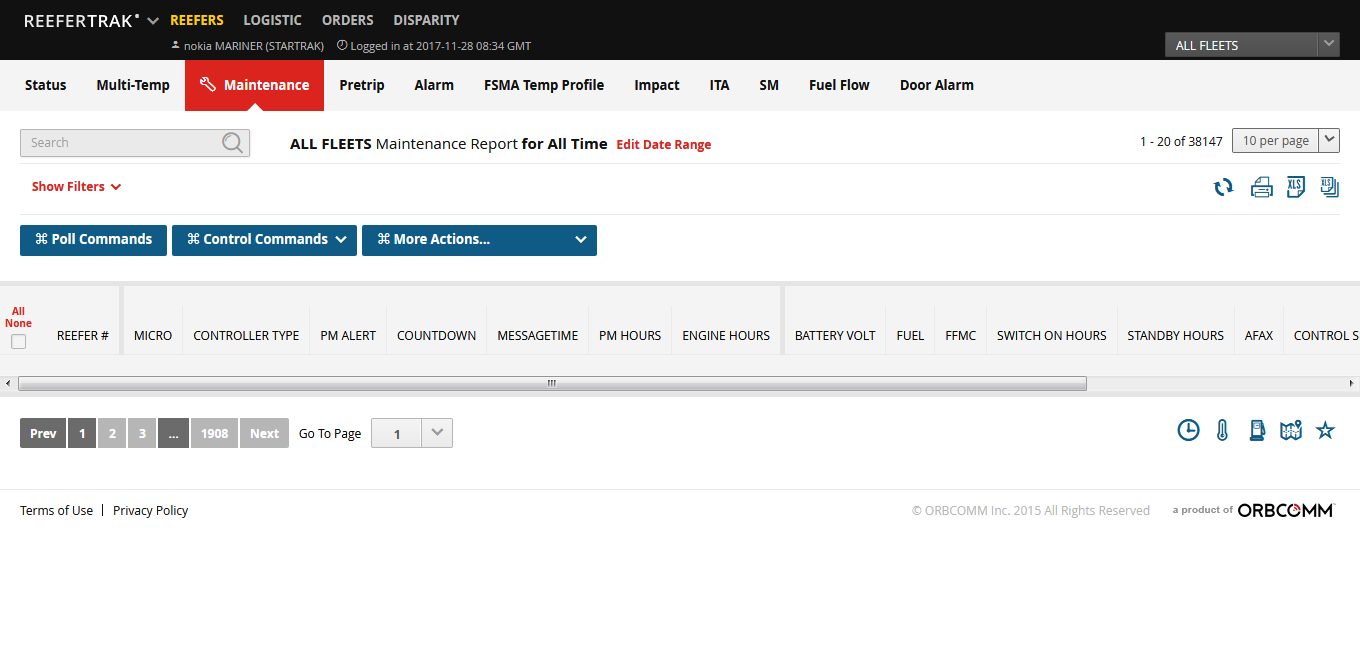 REEFERTRAK REEFERS LOGISTIC ORDERS DISPARITY
nokia MARINER (STARTRAK) Logged in at 2017-11-28 08:34 GMT
ALL FLEETS
Status Multi-Temp Maintenance Pretrip Alarm FSMA Temp Profile Impact ITA SM Fuel Flow Door Alarm
Search ALL FLEETS Maintenance Report for All Time Edit Date Range 1 - 20 of 38147 10 per page
Show Filters XLS XLS
⌘ Poll Commands ⌘ Control Commands ⌘ More Actions...
All
None
REEFER # MICRO CONTROLLER TYPE PM ALERT COUNTDOWN MESSAGETIME PM HOURS ENGINE HOURS BATTERY VOLT FUEL FFMC SWITCH ON HOURS STANDBY HOURS AFAX CONTROL S
Prev 1 2 3 ... 1908 Next Go To Page 1
Terms of Use | Privacy Policy © ORBCOMM Inc. 2015 All Rights Reserved a product of ORBCOMM